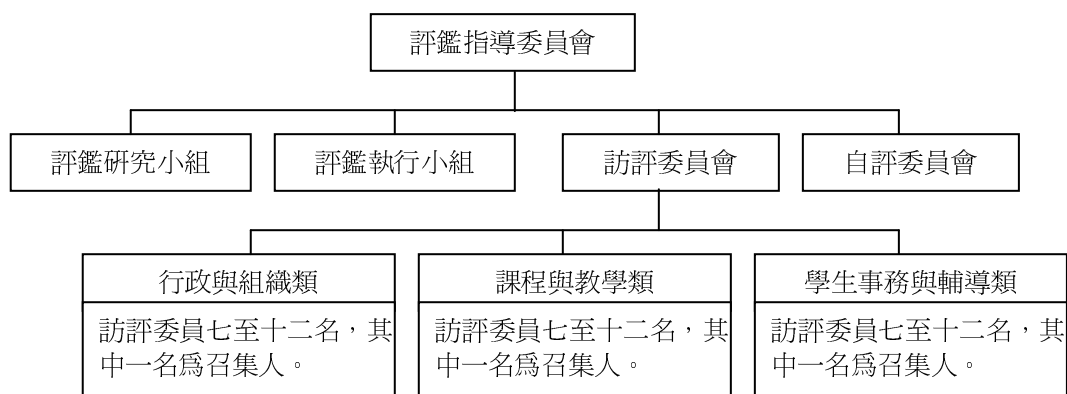 評鑑指導委員會
評鑑研究小組
評鑑執行小組
訪評委員會
自評委員會
行政與組織類
訪評委員七至十二名，其
中一名為召集人。
課程與教學類
訪評委員七至十二名，其
中一名為召集人。
學生事務與輔導類
訪評委員七至十二名，其
中一名為召集人。